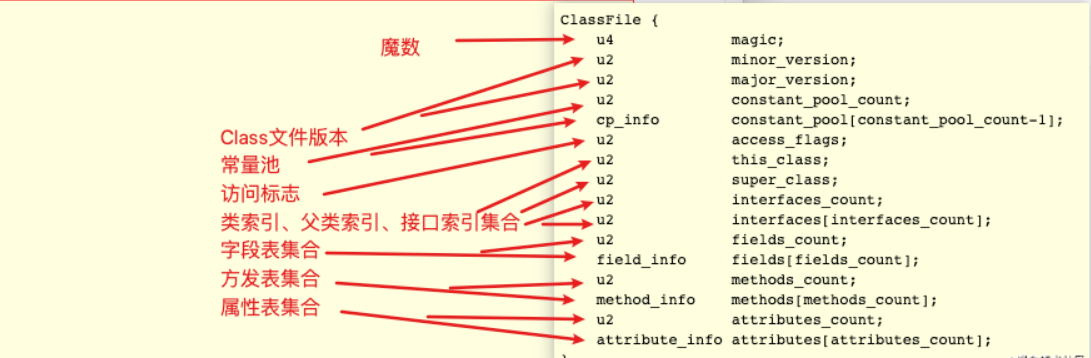 ClassFile {
魔数
u4 magic;
u2 minor_version;
u2 major_version;
u2 constant_pool_count;
cp_info constant_pool[constant_pool_count-1];
u2 access_flags;
u2 this_class;
u2 super_class;
u2 interfaces_count;
u2 interfaces[interfaces_count];
u2 fields_count;
field_info fields[fields_count];
u2 methods_count;
method_info methods[methods_count];
u2 attributes_count;
attribute_info attributes[attributes_count];
Class文件版本
常量池
访问标志
类索引、父类索引、接口索引集合
字段表集合
方发表集合
属性表集合